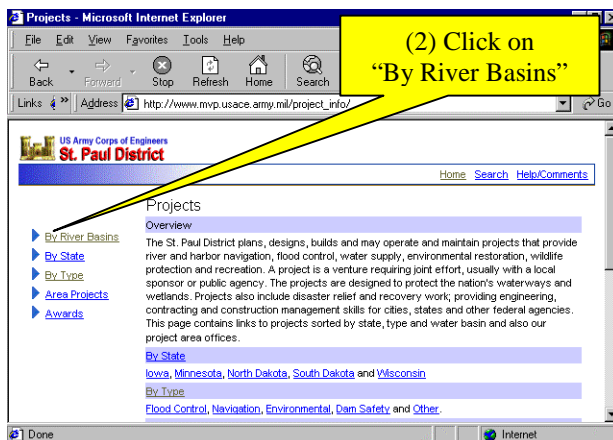 Projects - Microsoft Internet Explorer
(2) Click on
“By River Basins”
File Edit View Favorites Tools Help
Back Forward Stop Refresh Home Search
Links » Address http://www.mvp.usace.army.mil/project_info/ Go
US Army Corps of Engineers
St. Paul District
Home Search Help/Comments
By River Basins
By State
By Type
Area Projects
Awards
Projects
Overview
The St. Paul District plans, designs, builds and may operate and maintain projects that provide
river and harbor navigation, flood control, water supply, environmental restoration, wildlife
protection and recreation. A project is a venture requiring joint effort, usually with a local
sponsor or public agency. The projects are designed to protect the nation's waterways and
wetlands. Projects also include disaster relief and recovery work; providing engineering,
contracting and construction management skills for cities, states and other federal agencies.
This page contains links to projects sorted by state, type and water basin and also our
project area offices.
By State
Iowa, Minnesota, North Dakota, South Dakota and Wisconsin
By Type
Flood Control, Navigation, Environmental, Dam Safety and Other.
Done Internet